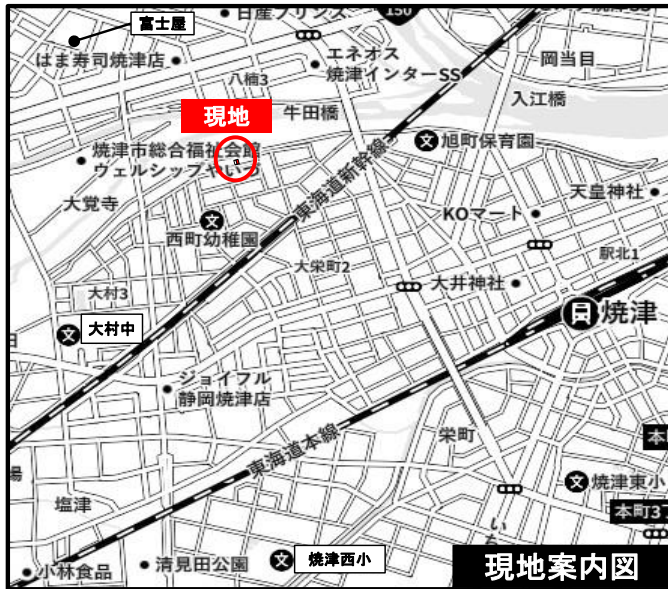 富士屋
日産プリンス
150
はま寿司焼津店
エネオス
焼津インターSS
岡当目
八楠3
入江橋
現地
牛田橋
焼津市総合福祉会館
ヴェルシップやいづ
旭町保育園
大覚寺
文
文
天皇神社
西町幼稚園
東海道新幹線
KOマート
駅北1
大村3
大栄町2
大井神社
焼津
文
大村中
ジョイフル
静岡焼津店
東海道本線
栄町
本
文
焼津東小
塩津
本町3
い
小林食品
清見田公園
文
焼津西小
現地案内図